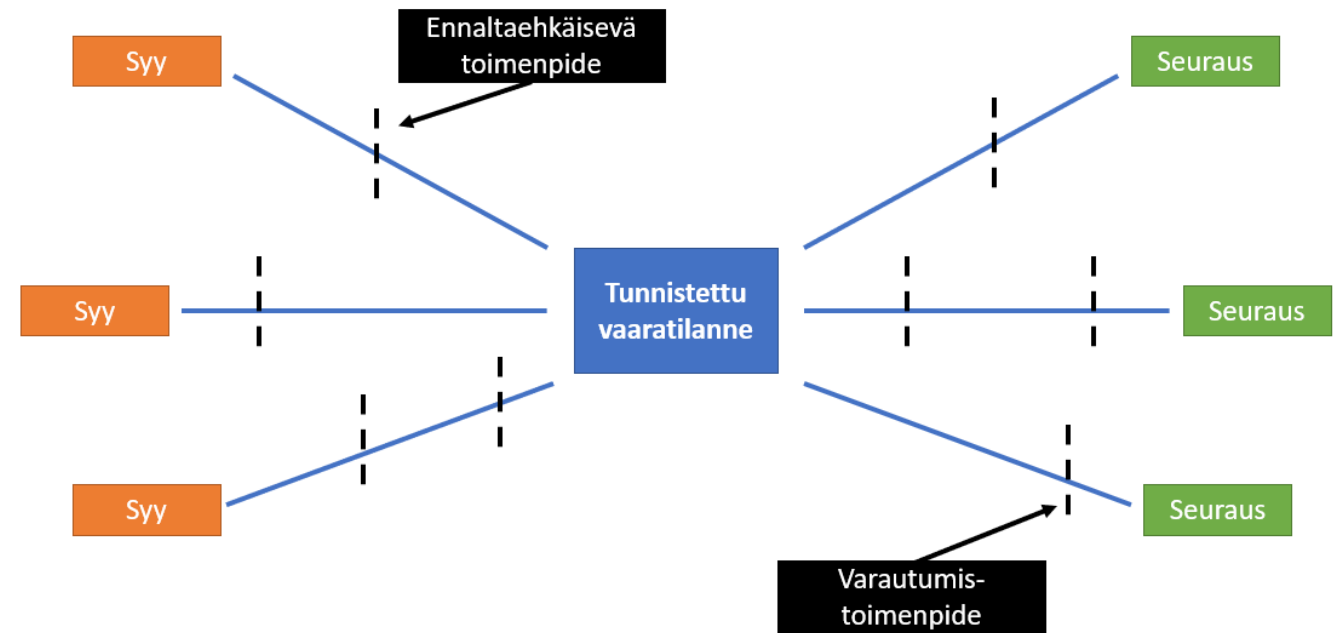 Ennaltaehkäisevä
toimenpide
Syy
Seuraus
Syy
Tunnistettu
vaaratilanne
Seuraus
Syy
Seuraus
Varautumis-
toimenpide